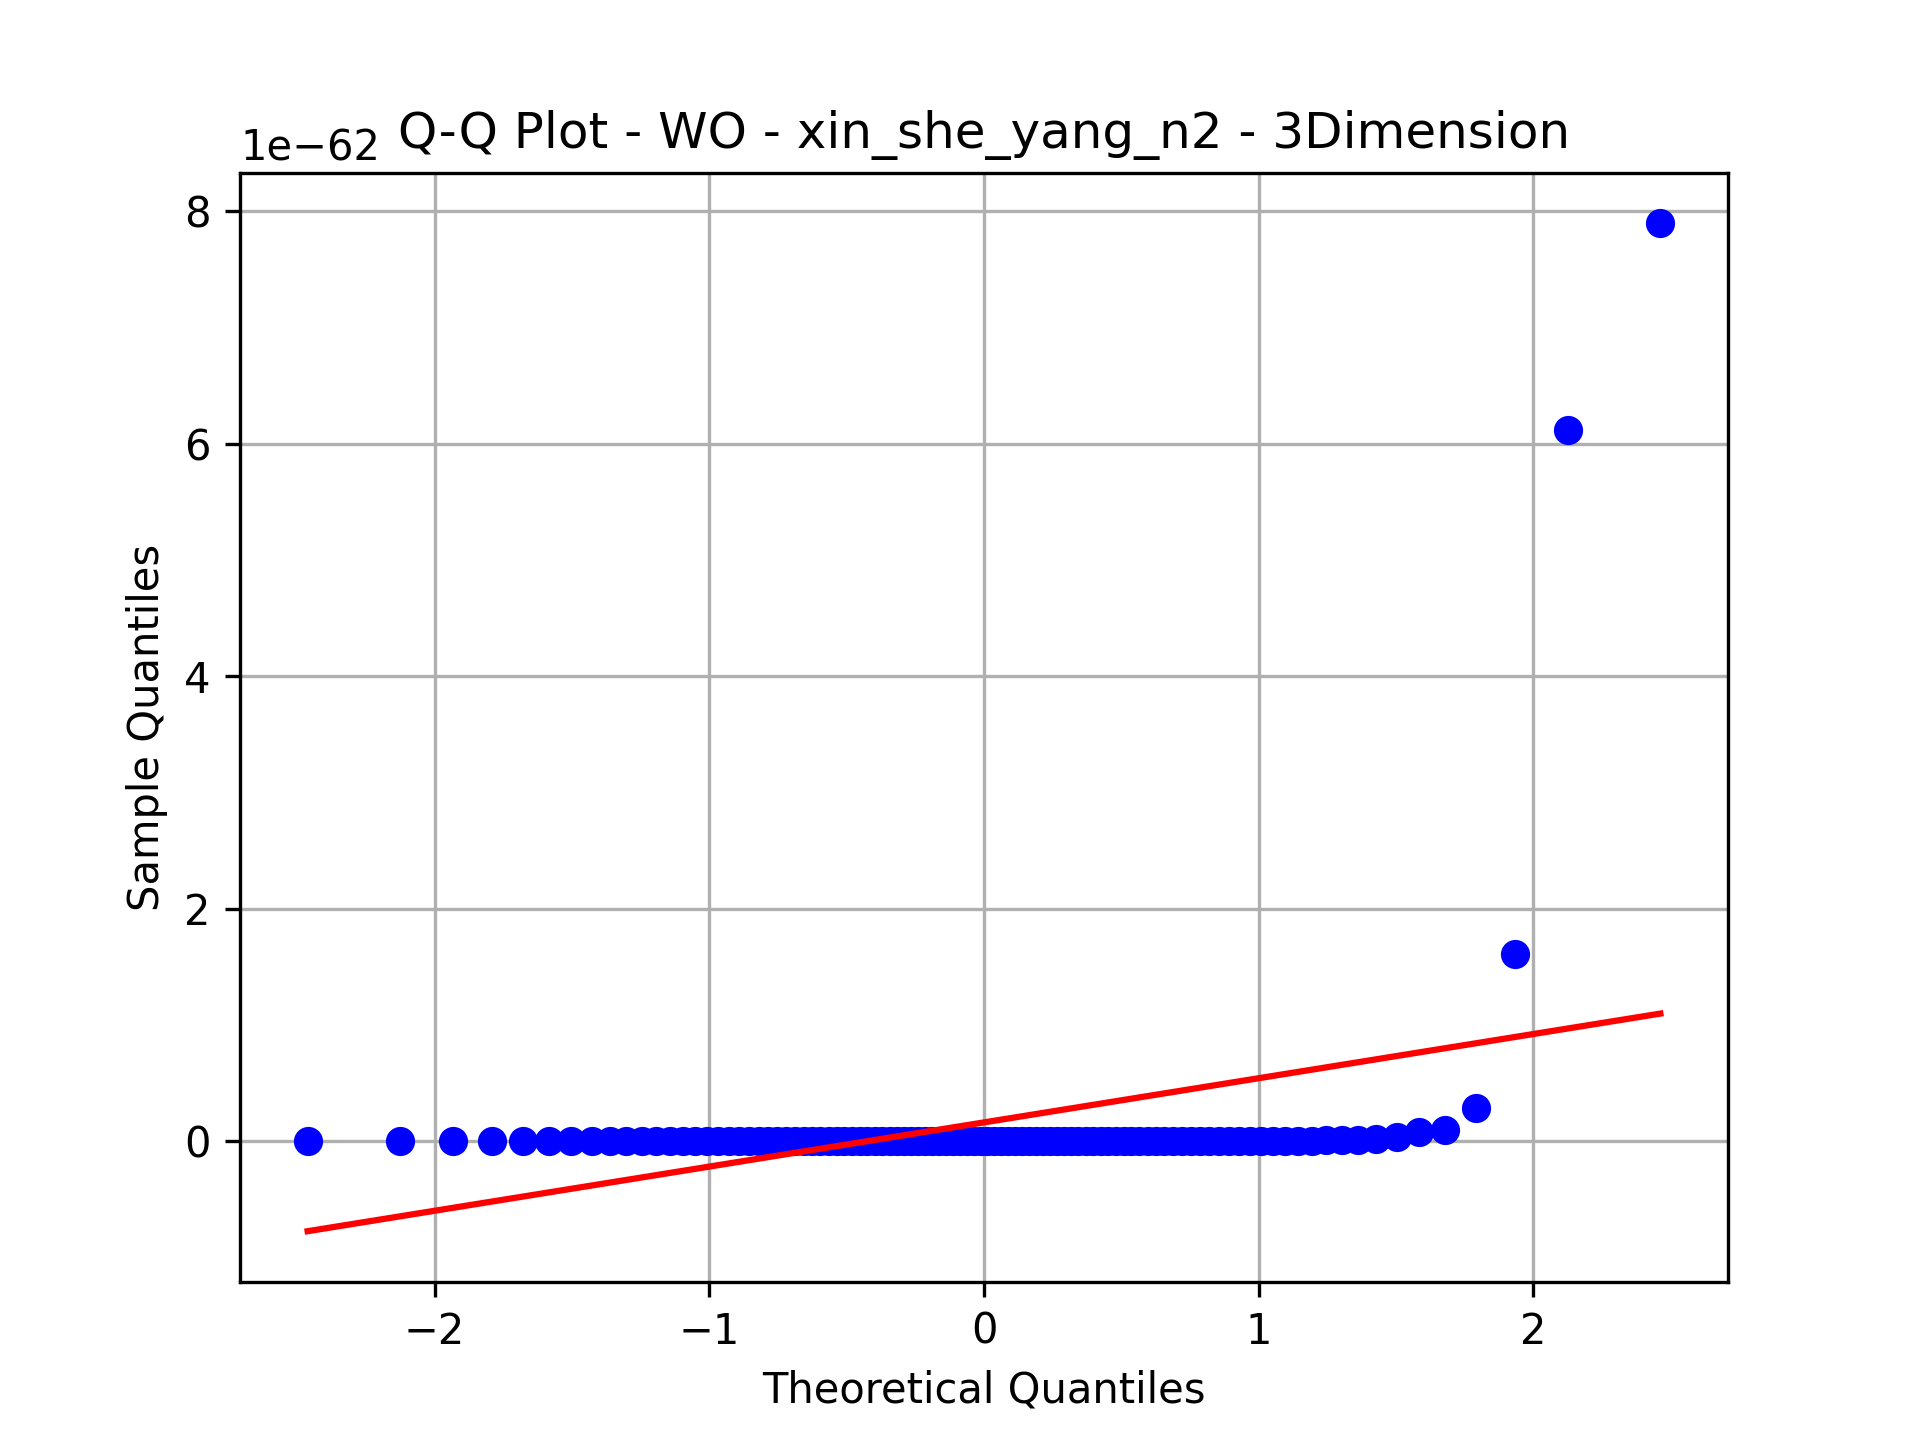 1e−62
Q-Q Plot - WO - xin_she_yang_n2 - 3Dimension
8
6
4
2
0
Sample Quantiles
−2
−1
0
1
2
Theoretical Quantiles